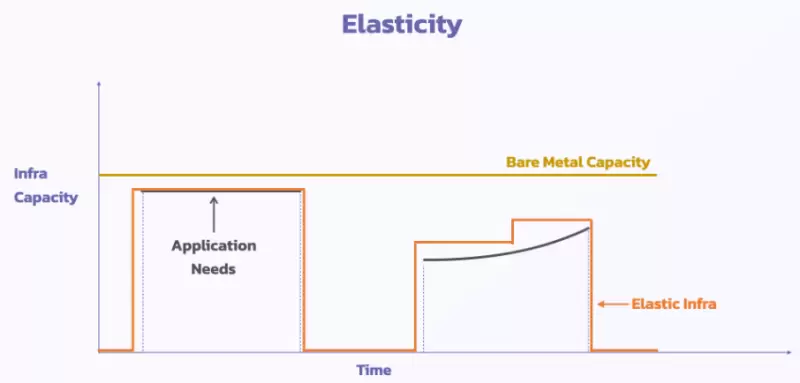 Elasticity
Bare Metal Capacity
Infra
Capacity
Application
Needs
Elastic Infra
Time